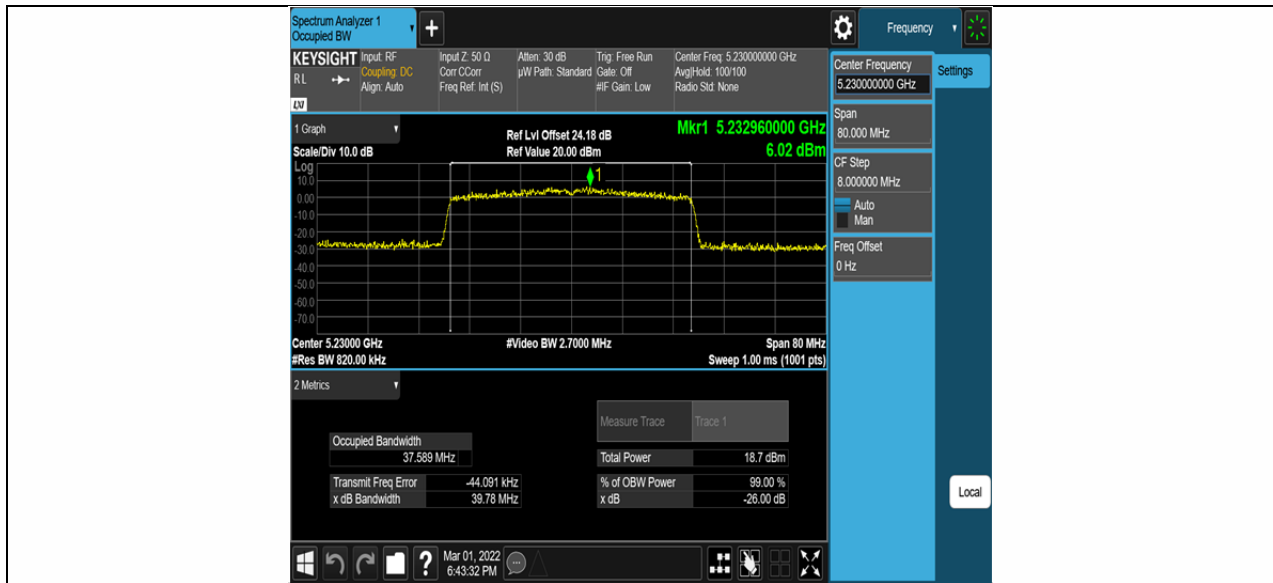 Spectrum Analyzer 1
Occupied BW
+
Frequency
KEYSIGHT
RL
LXI
Input: RF
Coupling: DC
Align: Auto
Input Z: 50 Ω
Corr CCorr
Freq Ref: Int (S)
Atten: 30 dB
µW Path: Standard
Trig: Free Run
Gate: Off
#IF Gain: Low
Center Freq: 5.230000000 GHz
Avg|Hold: 100/100
Radio Std: None
Center Frequency
5.230000000 GHz
Settings
Span
80.000 MHz
CF Step
8.000000 MHz
Auto
Man
Freq Offset
0 Hz
1 Graph
Scale/Div 10.0 dB
Ref Lvl Offset 24.18 dB
Ref Value 20.00 dBm
Mkr1 5.232960000 GHz
6.02 dBm
Log
1
10.0
0.00
-10.0
-20.0
-30.0
-40.0
-50.0
-60.0
-70.0
Center 5.23000 GHz
#Video BW 2.7000 MHz
Span 80 MHz
#Res BW 820.00 kHz
Sweep 1.00 ms (1001 pts)
2 Metrics
Measure Trace Trace 1
Occupied Bandwidth
37.589 MHz
Total Power 18.7 dBm
Transmit Freq Error -44.091 kHz
% of OBW Power 99.00 %
x dB Bandwidth 39.78 MHz
x dB -26.00 dB
Local
?
Mar 01, 2022
6:43:32 PM